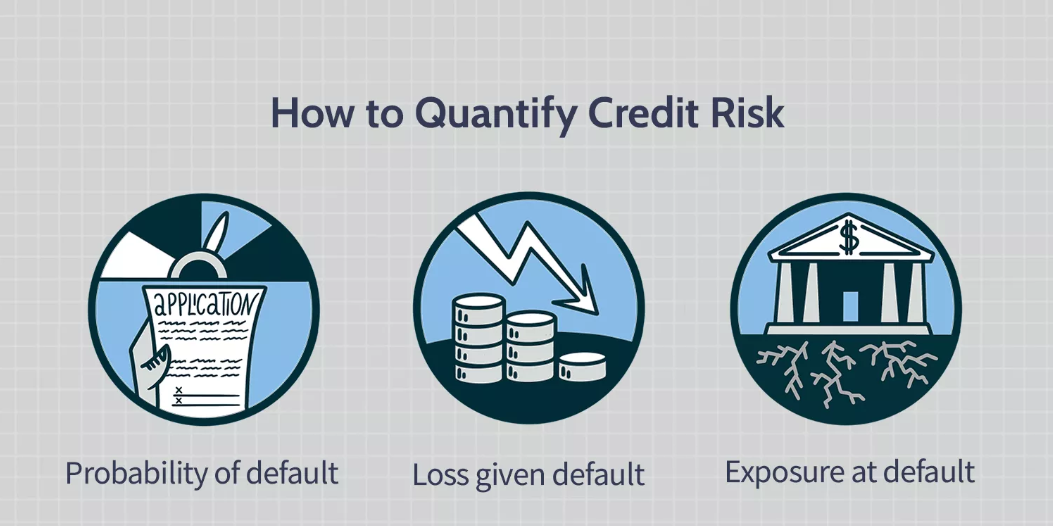 How to Quantify Credit Risk
$
APPLICATION
x
x
Probability of default
Loss given default
Exposure at default